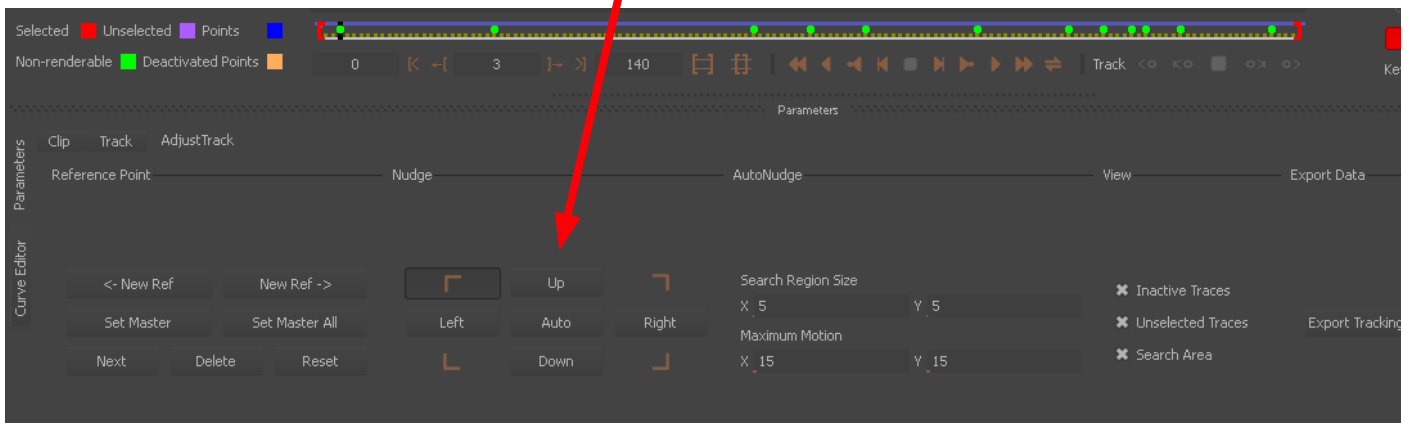 Selected Unselected Points
Non-renderable Deactivated Points 0 3 140 Track
Parameters
Clip Track AdjustTrack
Parameters
Curve Editor
Reference Point Nudge AutoNudge View Export Data
<- New Ref New Ref -> Up Search Region Size
X 5 Y 5 Inactive Traces
Set Master Set Master All Left Auto Right Unselected Traces Export Tracking
Maximum Motion
Next Delete Reset Down X 15 Y 15 Search Area